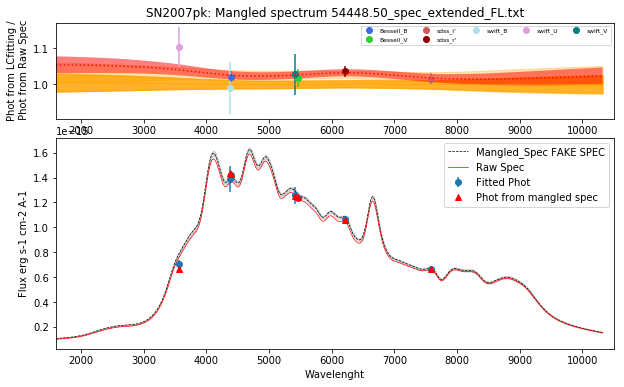 SN2007pk: Mangled spectrum 54448.50_spec_extended_FL.txt
Phot from LCfitting /
Phot from Raw Spec
1.1
1.0
Bessell_B
Bessell_V
sdss_i'
sdss_r'
swift_B
swift_U
swift_V
2000 3000 4000 5000 6000 7000 8000 9000 10000
Flux erg s-1 cm-2 A-1
1.6
1.4
1.2
1.0
0.8
0.6
0.4
0.2
Mangled_Spec FAKE SPEC
Raw Spec
Fitted Phot
Phot from mangled spec
2000 3000 4000 5000 6000 7000 8000 9000 10000
Wavelenght